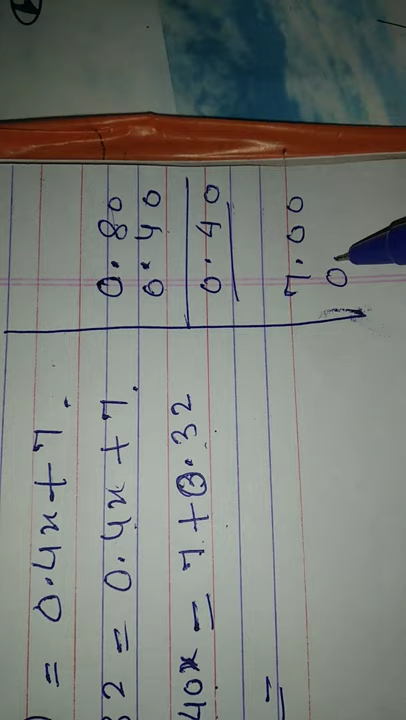 = 0.4x+7.
2 = 0.4x+7.
40x = 7+0.32
=
0.80
0.40
0.40
7.00
0